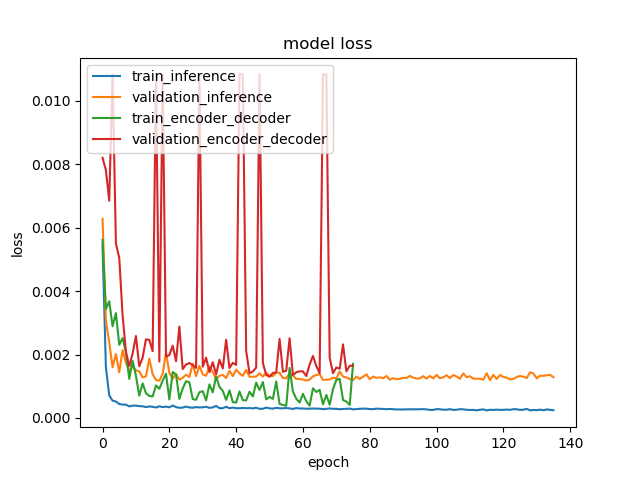 model loss
train_inference
validation_inference
train_encoder_decoder
validation_encoder_decoder
0.010
0.008
0.006
0.004
0.002
0.000
loss
0 20 40 60 80 100 120 140
epoch